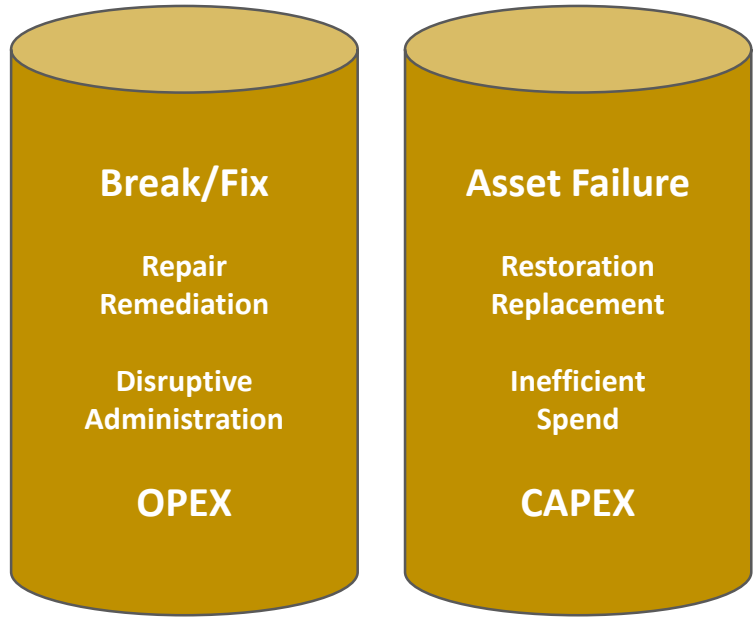 Break/Fix
Repair
Remediation
Disruptive
Administration
OPEX
Asset Failure
Restoration
Replacement
Inefficient
Spend
CAPEX